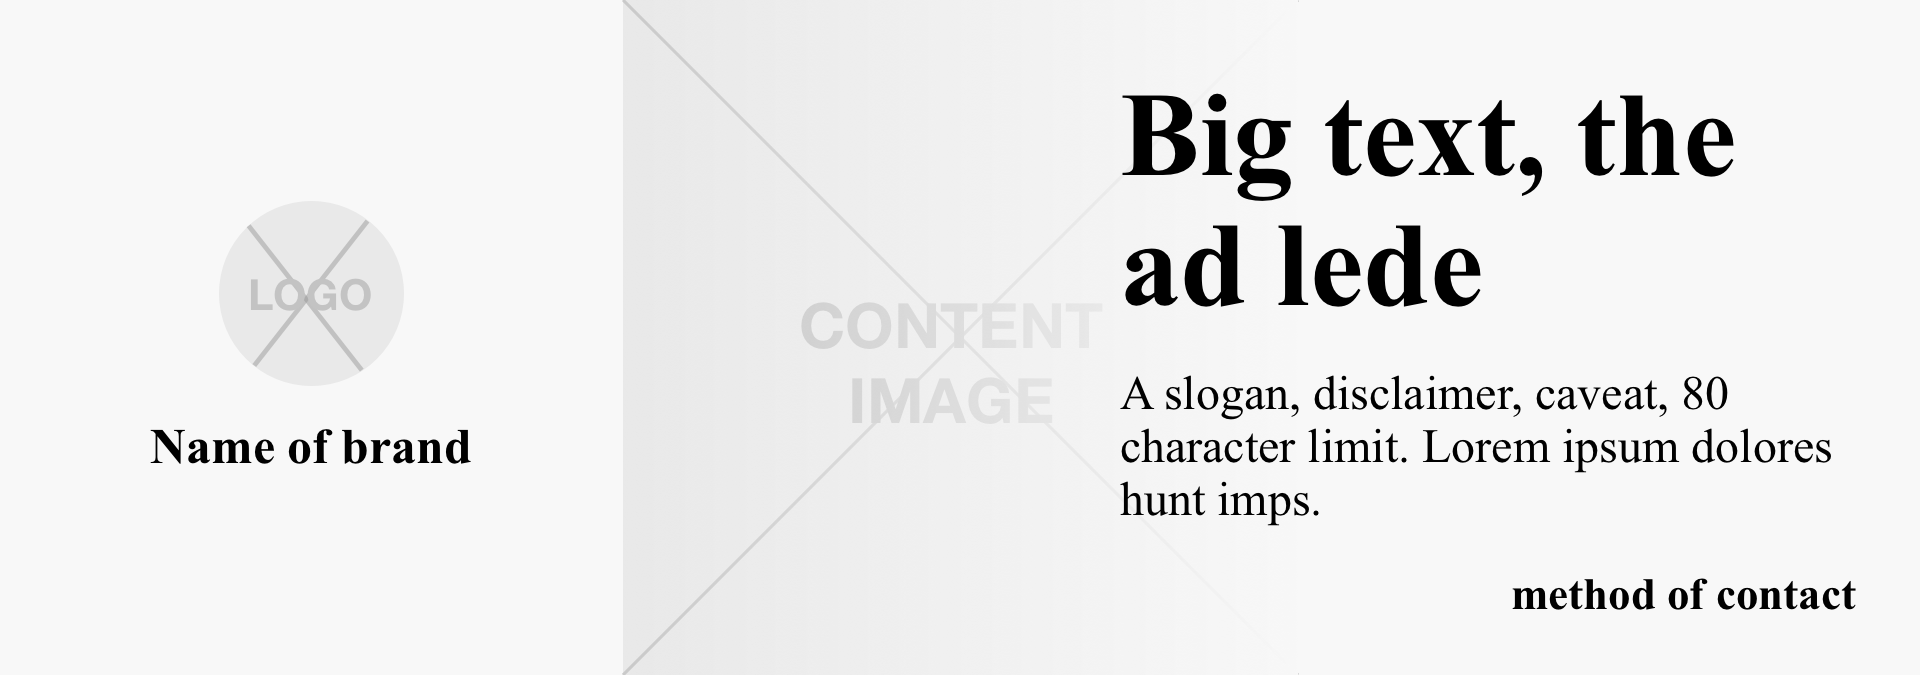 LOGO
Name of brand
CONTENT
IMAGE
Big text, the
ad lede
A slogan, disclaimer, caveat, 80
character limit. Lorem ipsum dolores
hunt imps.
method of contact